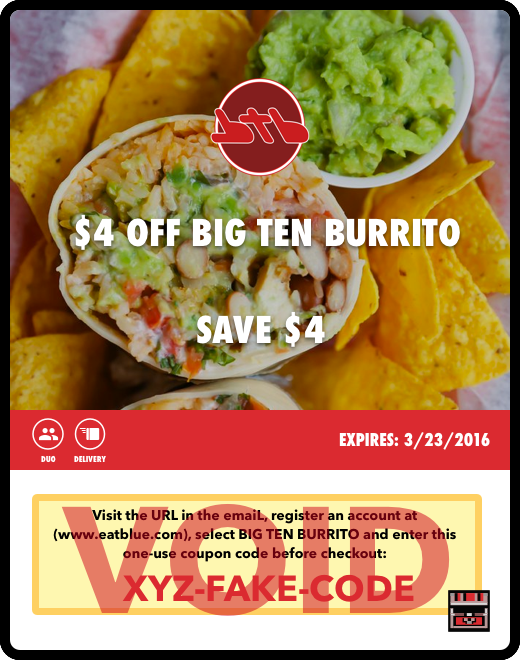 btb
$4 OFF BIG TEN BURRITO
SAVE $4
EXPIRES: 3/23/2016
DUO
DELIVERY
VOID
Visit the URL in the emaiL, register an account at
(www.eatblue.com), select BIG TEN BURRITO and enter this
one-use coupon code before checkout:
XYZ-FAKE-CODE